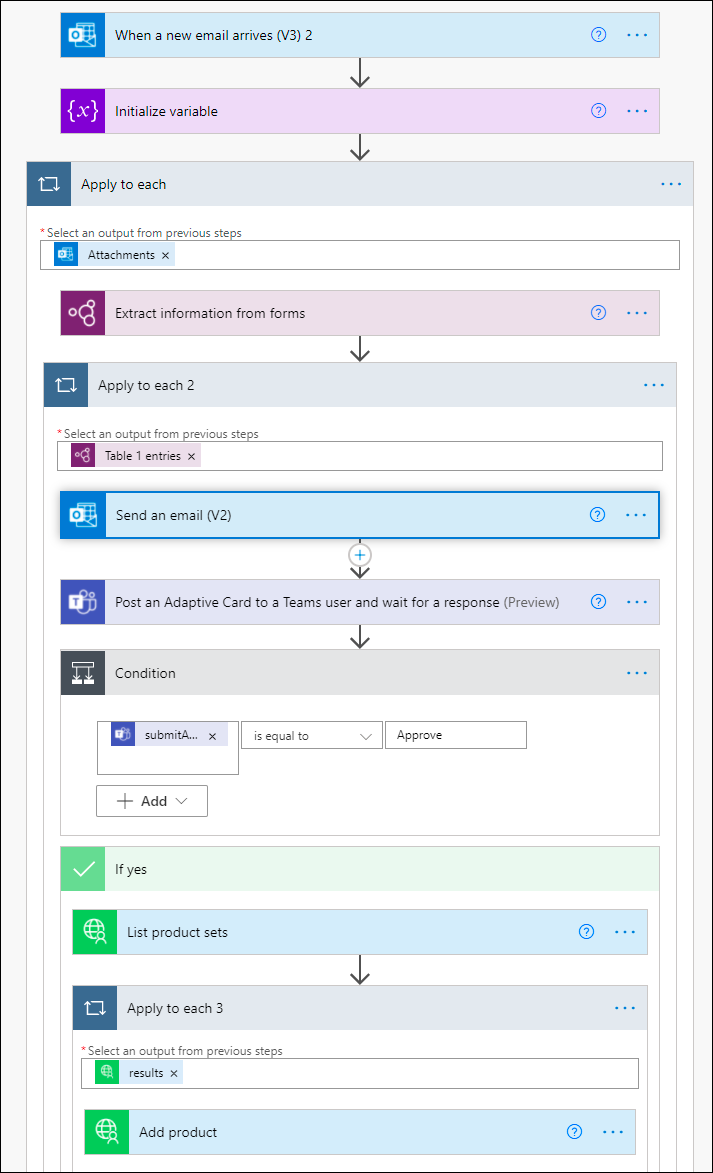 When a new email arrives (V3) 2
{x} Initialize variable
Apply to each
* Select an output from previous steps
Attachments ×
Extract information from forms
Apply to each 2
* Select an output from previous steps
Table 1 entries ×
Send an email (V2)
Post an Adaptive Card to a Teams user and wait for a response (Preview)
Condition
submitA... × is equal to Approve
+ Add
If yes
List product sets
Apply to each 3
* Select an output from previous steps
results ×
Add product